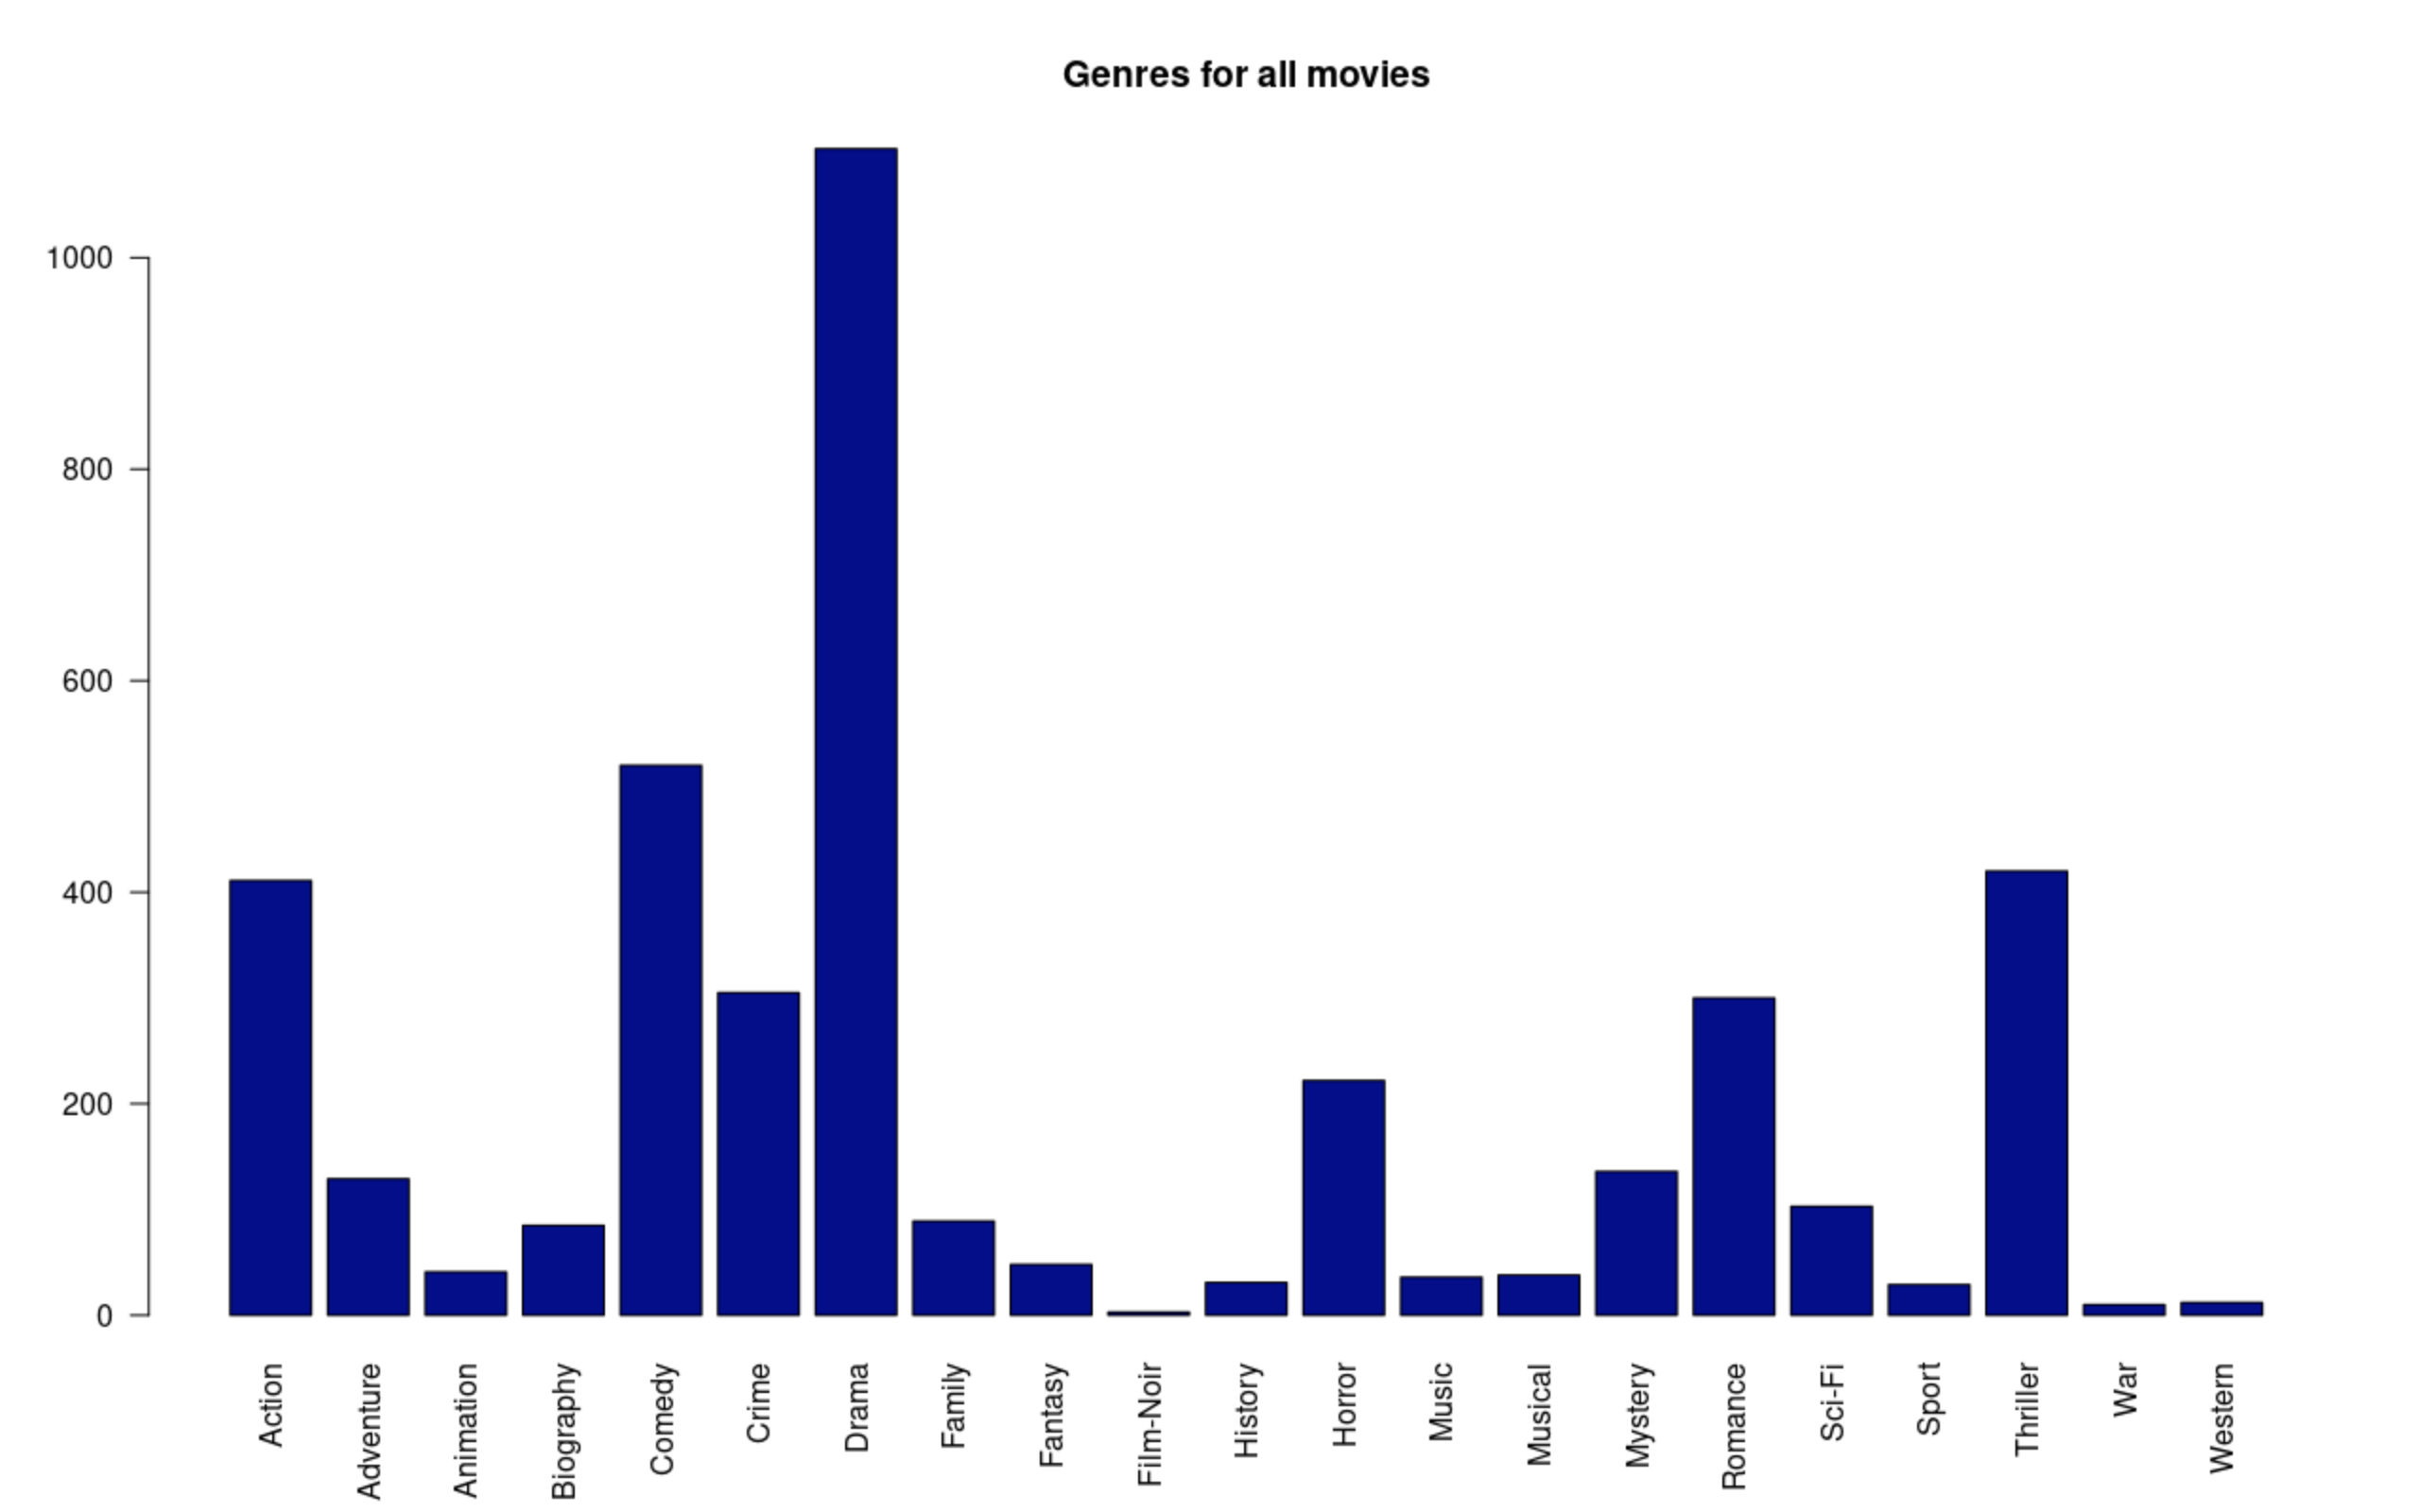 Genres for all movies
1000
800
600
400
200
0
Action
Adventure
Animation
Biography
Comedy
Crime
Drama
Family
Fantasy
Film-Noir
History
Horror
Music
Musical
Mystery
Romance
Sci-Fi
Sport
Thriller
War
Western